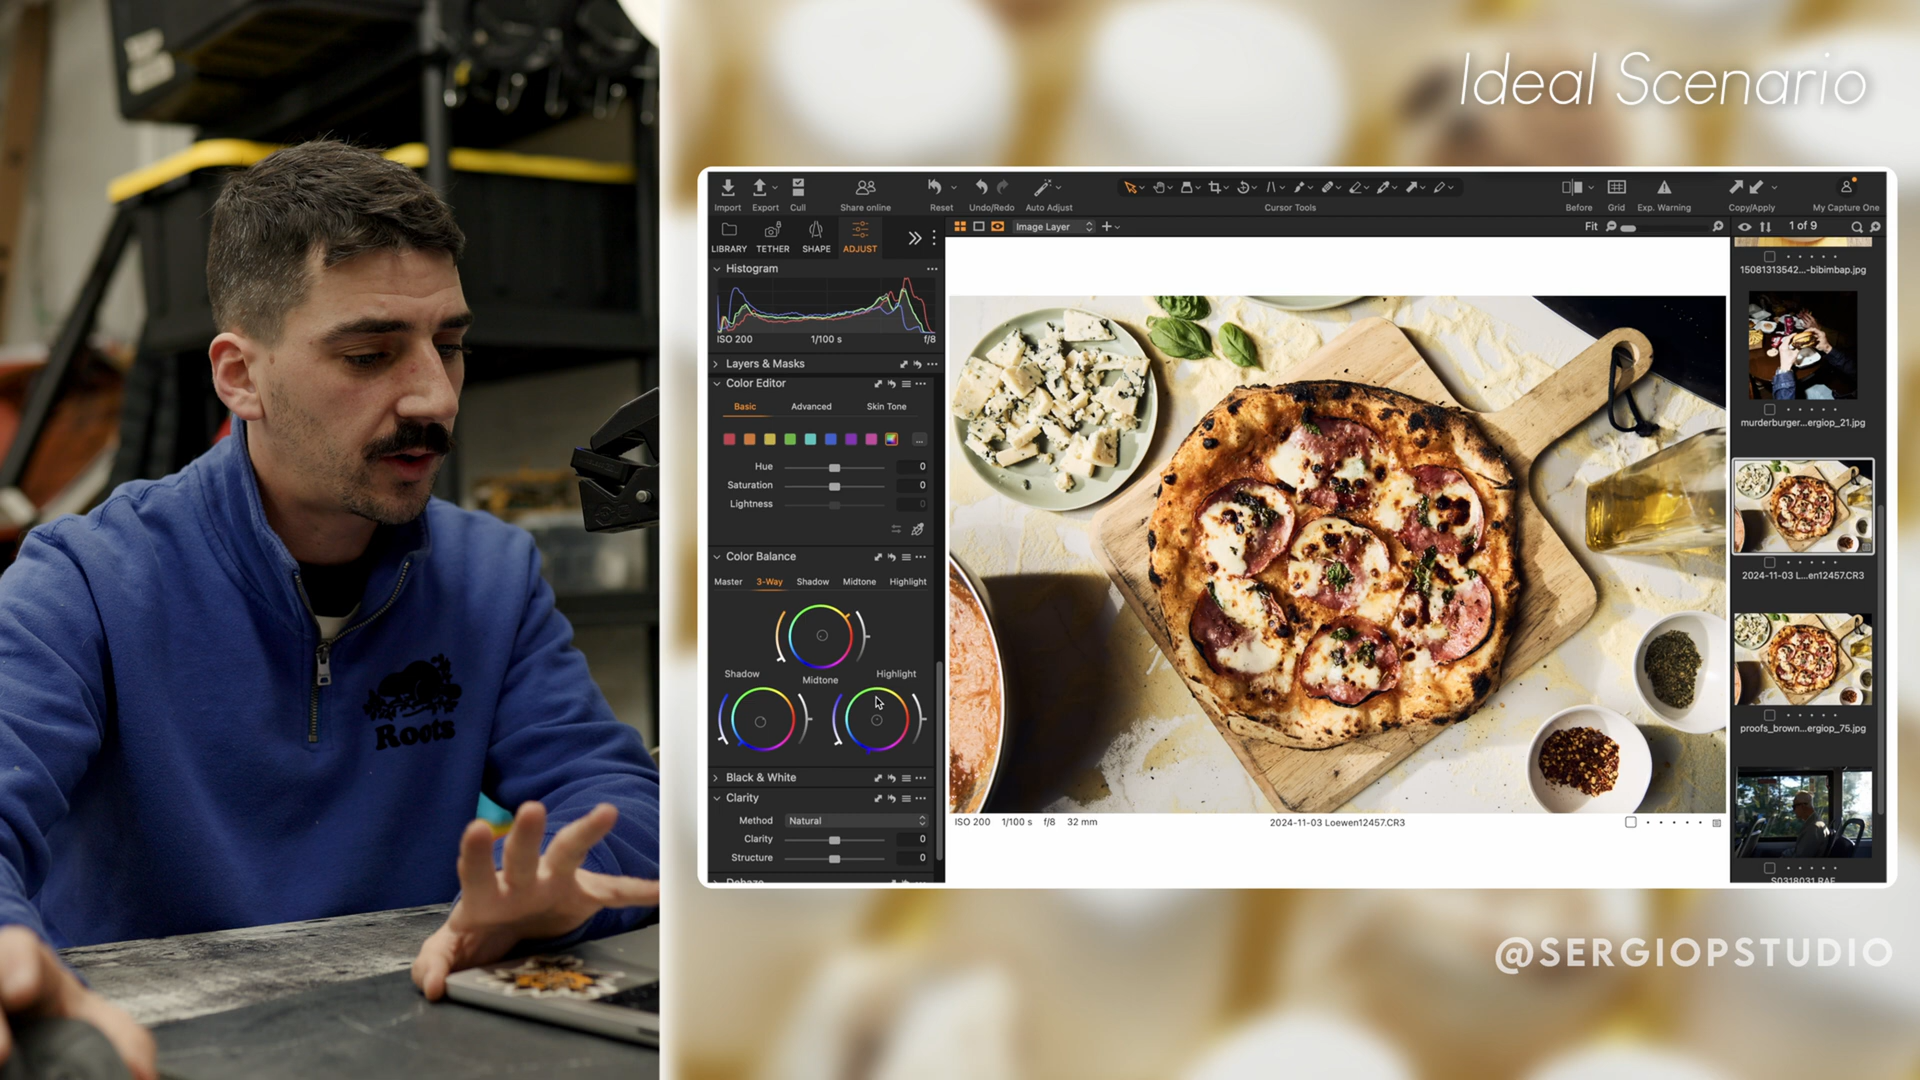 Ideal Scenario
Import Export Cull Share online Reset Undo/Redo Auto Adjust Cursor Tools Before Grid Exp. Warning Copy/Apply My Capture One
LIBRARY TETHER SHAPE ADJUST
Image Layer
Fit
1 of 9
Histogram
ISO 200 1/100 s f/8
Layers & Masks
Color Editor
Basic Advanced Skin Tone
Hue 0
Saturation 0
Lightness 0
Color Balance
Master 3-Way Shadow Midtone Highlight
Shadow Midtone Highlight
Black & White
Clarity
Method Natural
Clarity 0
Structure 0
Dehaze
ISO 200 1/100 s f/8 32 mm
2024-11-03 Loewen12457.CR3
15081313542...-bibimbap.jpg
murderburger...ergiop_21.jpg
2024-11-03 L...en12457.CR3
proofs_brown...ergiop_75.jpg
S0318031.RAF
Roots
@SERGIOPSTUDIO